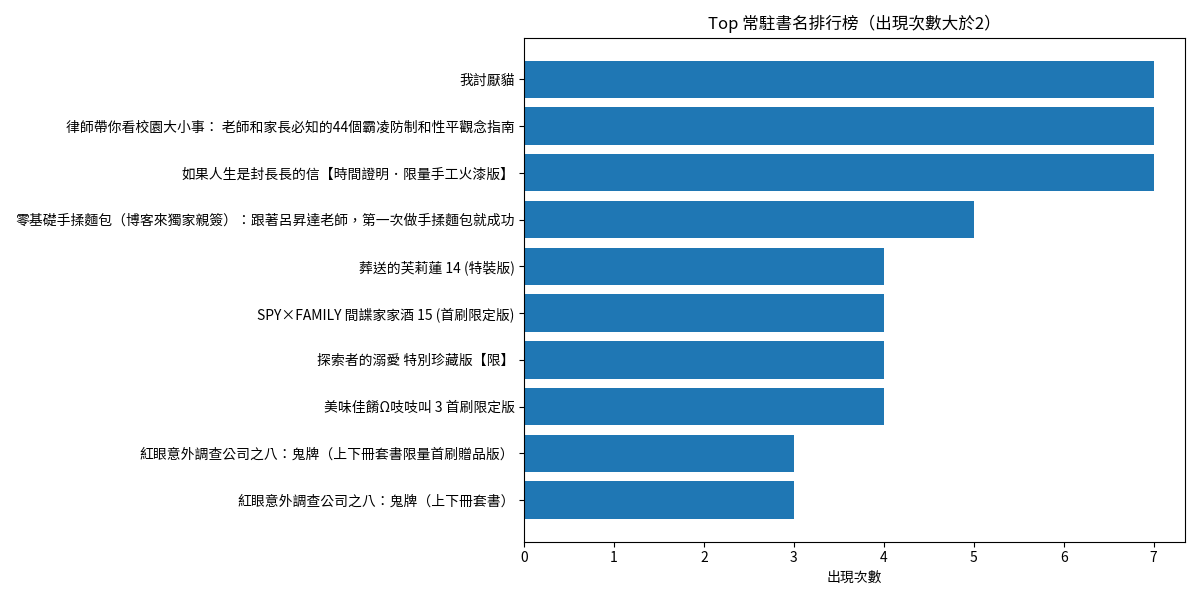 Top 常駐書名排行榜（出現次數大於2）
我討厭貓
律師帶你看校園大小事： 老師和家長必知的44個霸凌防制和性平觀念指南
如果人生是封長長的信【時間證明．限量手工火漆版】
零基礎手揉麵包（博客來獨家親簽）：跟著呂昇達老師，第一次做手揉麵包就成功
葬送的芙莉蓮 14 (特裝版)
SPY×FAMILY 間諜家家酒 15 (首刷限定版)
探索者的溺愛 特別珍藏版【限】
美味佳餚Ω吱吱叫 3 首刷限定版
紅眼意外調查公司之八：鬼牌（上下冊套書限量首刷贈品版）
紅眼意外調查公司之八：鬼牌（上下冊套書）
0 1 2 3 4 5 6 7
出現次數